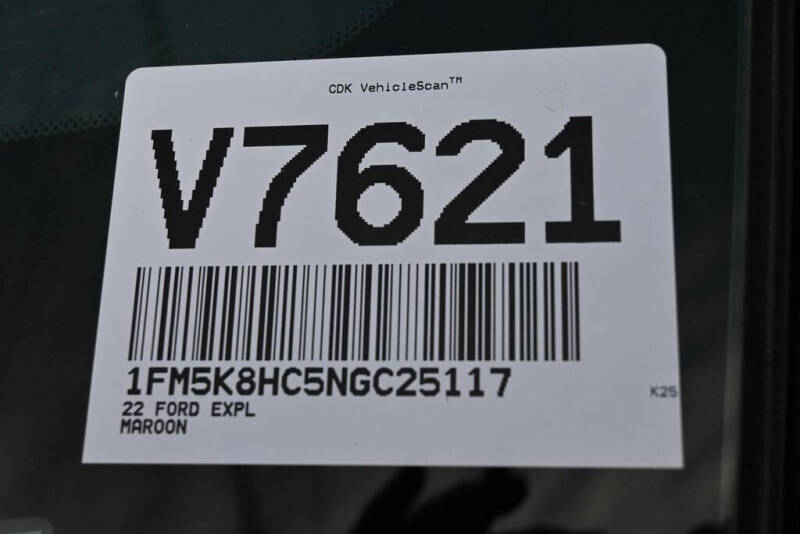 CDK VehicleScan™
V7621
1FM5K8HC5NGC25117
K25
22 FORD EXPL
MAROON